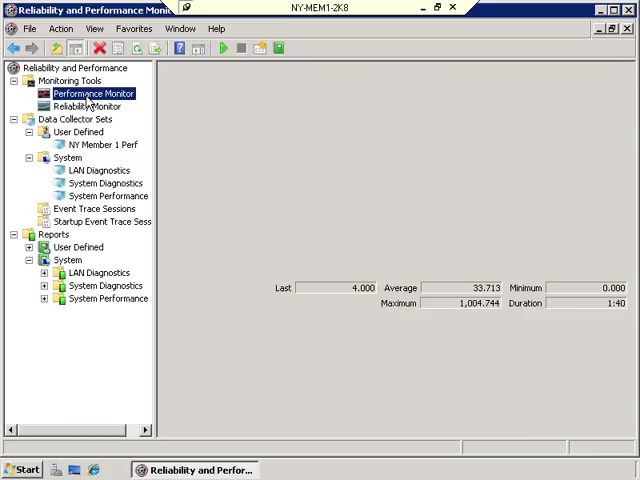 Reliability and Performance Moni
NY-MEM1-2K8
File Action View Favorites Window Help
Reliability and Performance
Monitoring Tools
Performance Monitor
Reliability Monitor
Data Collector Sets
User Defined
NY Member 1 Perf
System
LAN Diagnostics
System Diagnostics
System Performance
Event Trace Sessions
Startup Event Trace Sess
Reports
User Defined
System
LAN Diagnostics
System Diagnostics
System Performance
Last 4.000 Average 33.713 Minimum 0.000
Maximum 1,004.744 Duration 1:40
Start Reliability and Perfor...